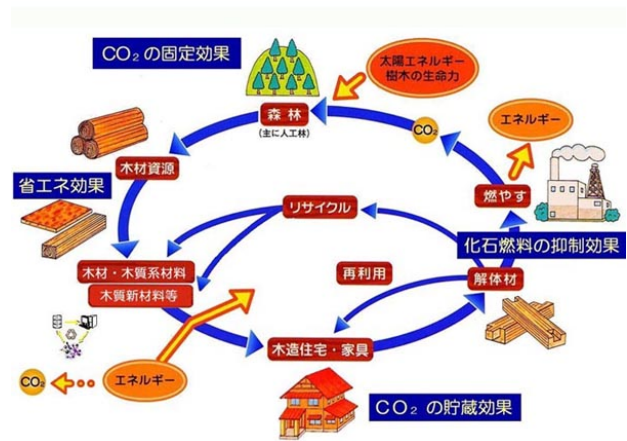 CO₂の固定効果
太陽エネルギー
樹木の生命力
森林
(主に人工林)
CO₂
エネルギー
木材資源
省エネ効果
燃やす
リサイクル
化石燃料の抑制効果
木材・木質系材料
木質新材料等
再利用
解体材
木造住宅・家具
CO₂
エネルギー
CO₂の貯蔵効果